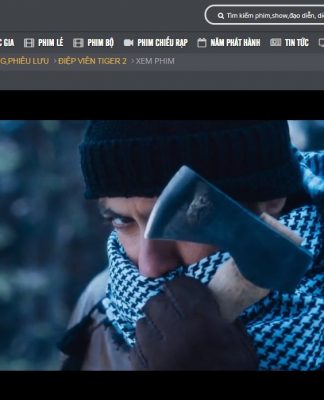 Tìm kiếm phim,show,đạo diễn, diễ
C GIA PHIM LẺ PHIM BỘ PHIM CHIẾU RẠP NĂM PHÁT HÀNH TIN TỨC
G,PHIÊU LƯU › ĐIỆP VIÊN TIGER 2 › XEM PHIM